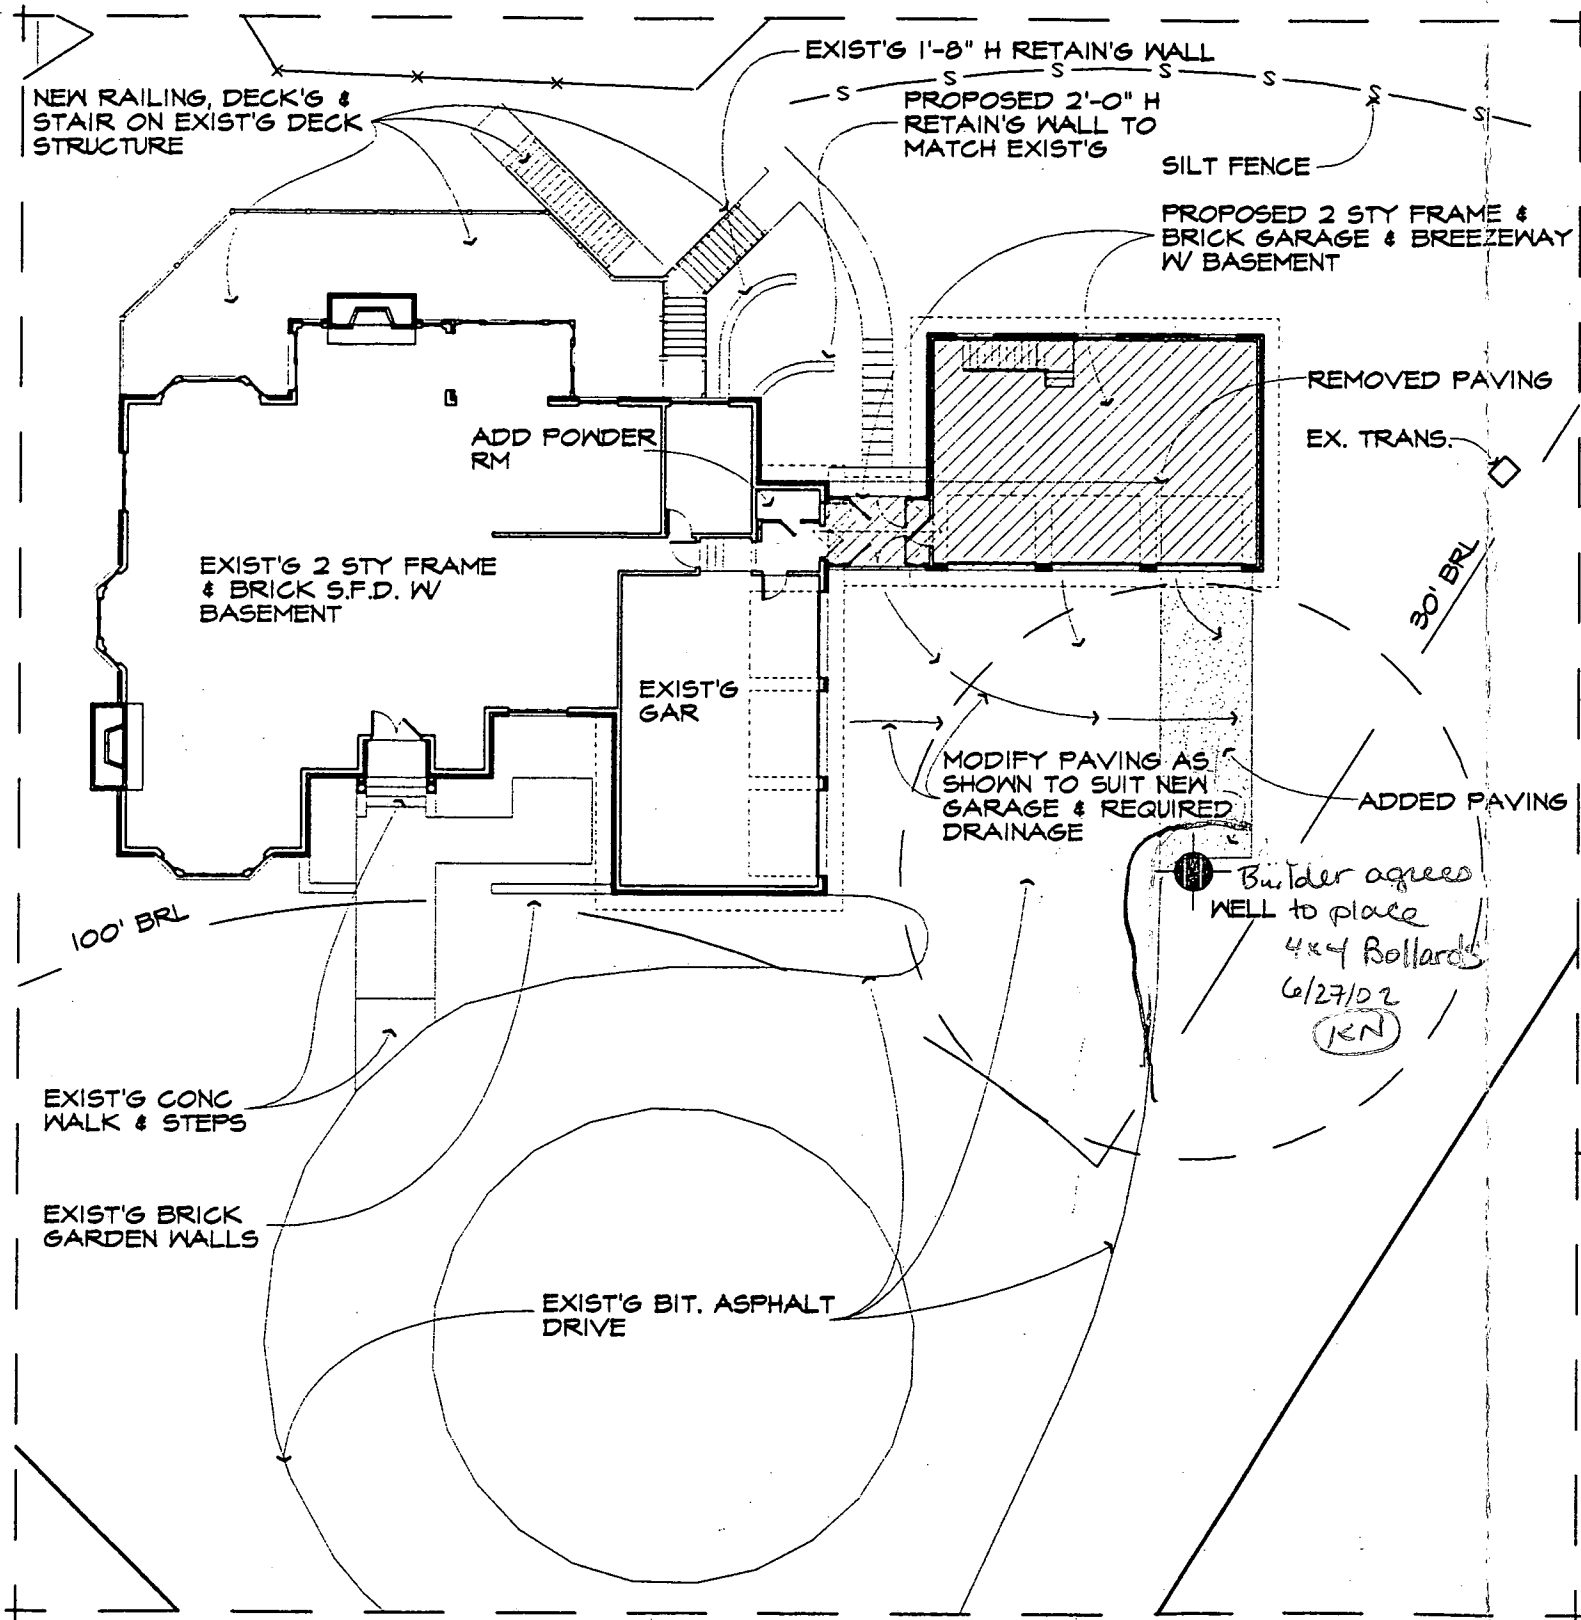 EXIST'G 1'-8" H RETAIN'G WALL
NEW RAILING, DECK'G &
STAIR ON EXIST'G DECK
STRUCTURE
PROPOSED 2'-0" H
RETAIN'G WALL TO
MATCH EXIST'G
S S S S S S S
SILT FENCE
PROPOSED 2 STY FRAME &
BRICK GARAGE & BREEZEWAY
W/ BASEMENT
REMOVED PAVING
EX. TRANS.
ADD POWDER
RM
30' BRL
EXIST'G 2 STY FRAME
& BRICK S.F.D. W/
BASEMENT
EXIST'G
GAR
MODIFY PAVING AS
SHOWN TO SUIT NEW
GARAGE & REQUIRED
DRAINAGE
ADDED PAVING
Builder agrees
WELL to place
4x4 Bollards
6/27/02
KN
100' BRL
EXIST'G CONC
WALK & STEPS
EXIST'G BRICK
GARDEN WALLS
EXIST'G BIT. ASPHALT
DRIVE